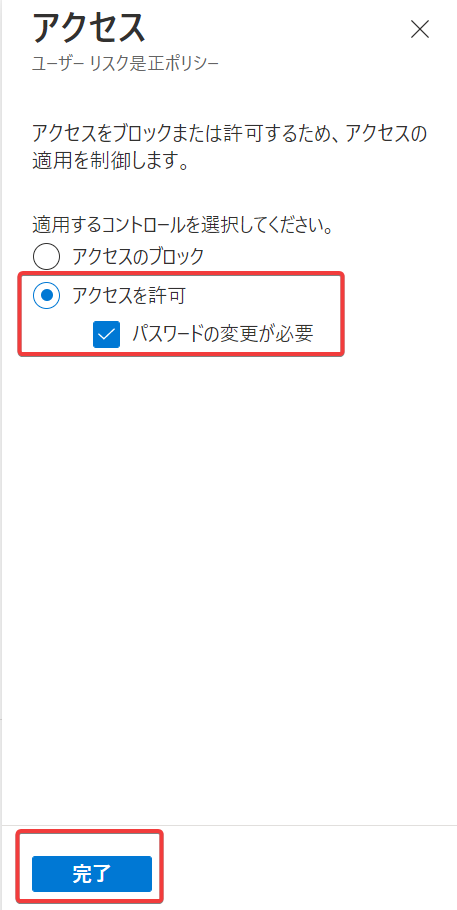 アクセス
ユーザー リスク是正ポリシー
アクセスをブロックまたは許可するため、アクセスの
適用を制御します。
適用するコントロールを選択してください。
アクセスのブロック
アクセスを許可
パスワードの変更が必要
完了